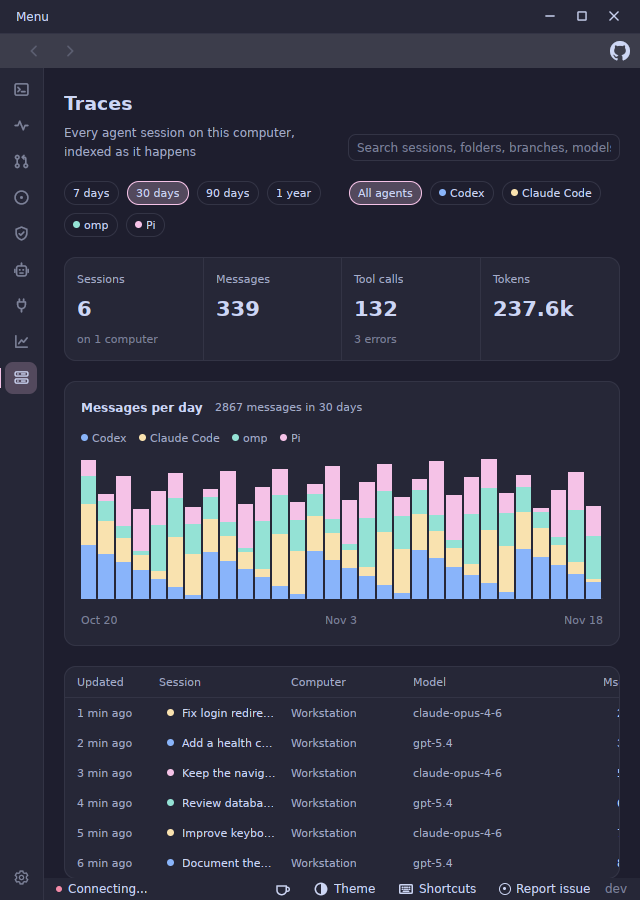 Menu
Traces
Every agent session on this computer,
indexed as it happens
Search sessions, folders, branches, models
7 days
30 days
90 days
1 year
All agents
Codex
Claude Code
omp
Pi
Sessions
Messages
Tool calls
Tokens
6
339
132
237.6k
on 1 computer
3 errors
Messages per day 2867 messages in 30 days
Codex Claude Code omp Pi
Oct 20 Nov 3 Nov 18
Updated Session Computer Model
1 min ago Fix login redire... Workstation claude-opus-4-6
2 min ago Add a health c... Workstation gpt-5.4
3 min ago Keep the navig... Workstation claude-opus-4-6
4 min ago Review databa... Workstation gpt-5.4
5 min ago Improve keybo... Workstation claude-opus-4-6
6 min ago Document the... Workstation gpt-5.4
Connecting... Theme Shortcuts Report issue dev